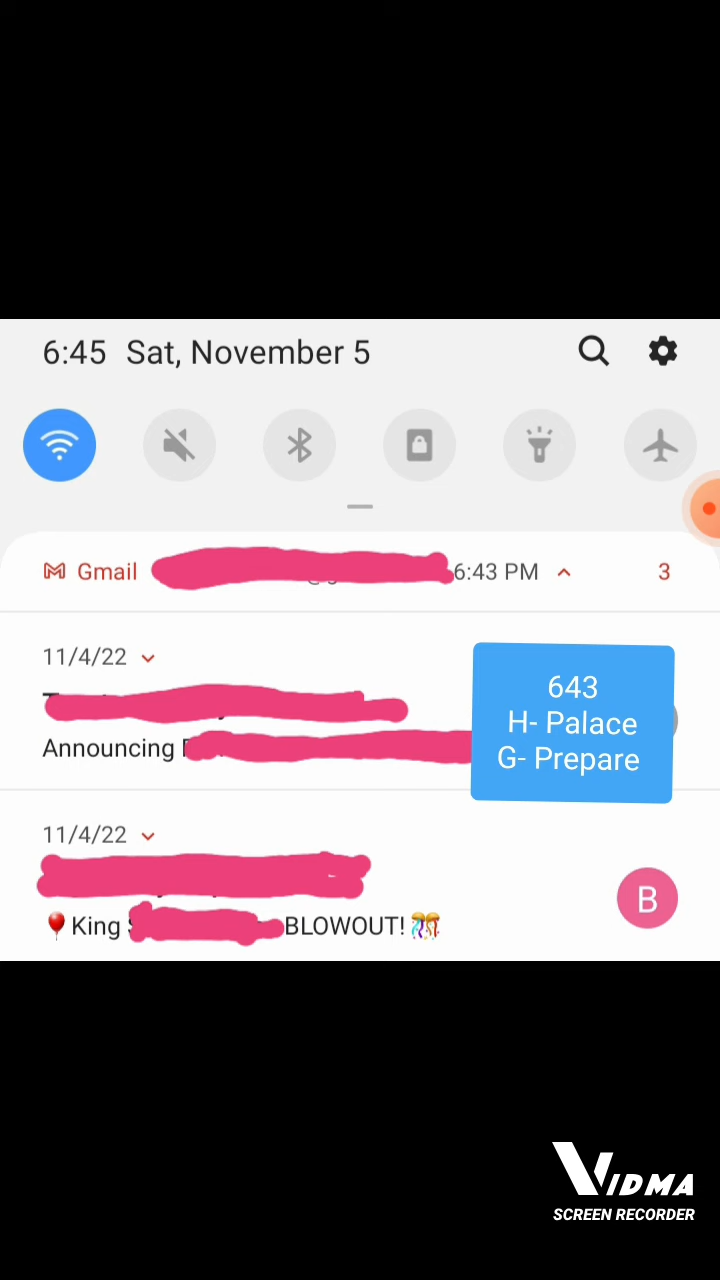 6:45 Sat, November 5
Gmail 6:43 PM 3
11/4/22
Announcing
643
H- Palace
G- Prepare
11/4/22
B
🎈King BLOWOUT! 🎊
VIDMA
SCREEN RECORDER